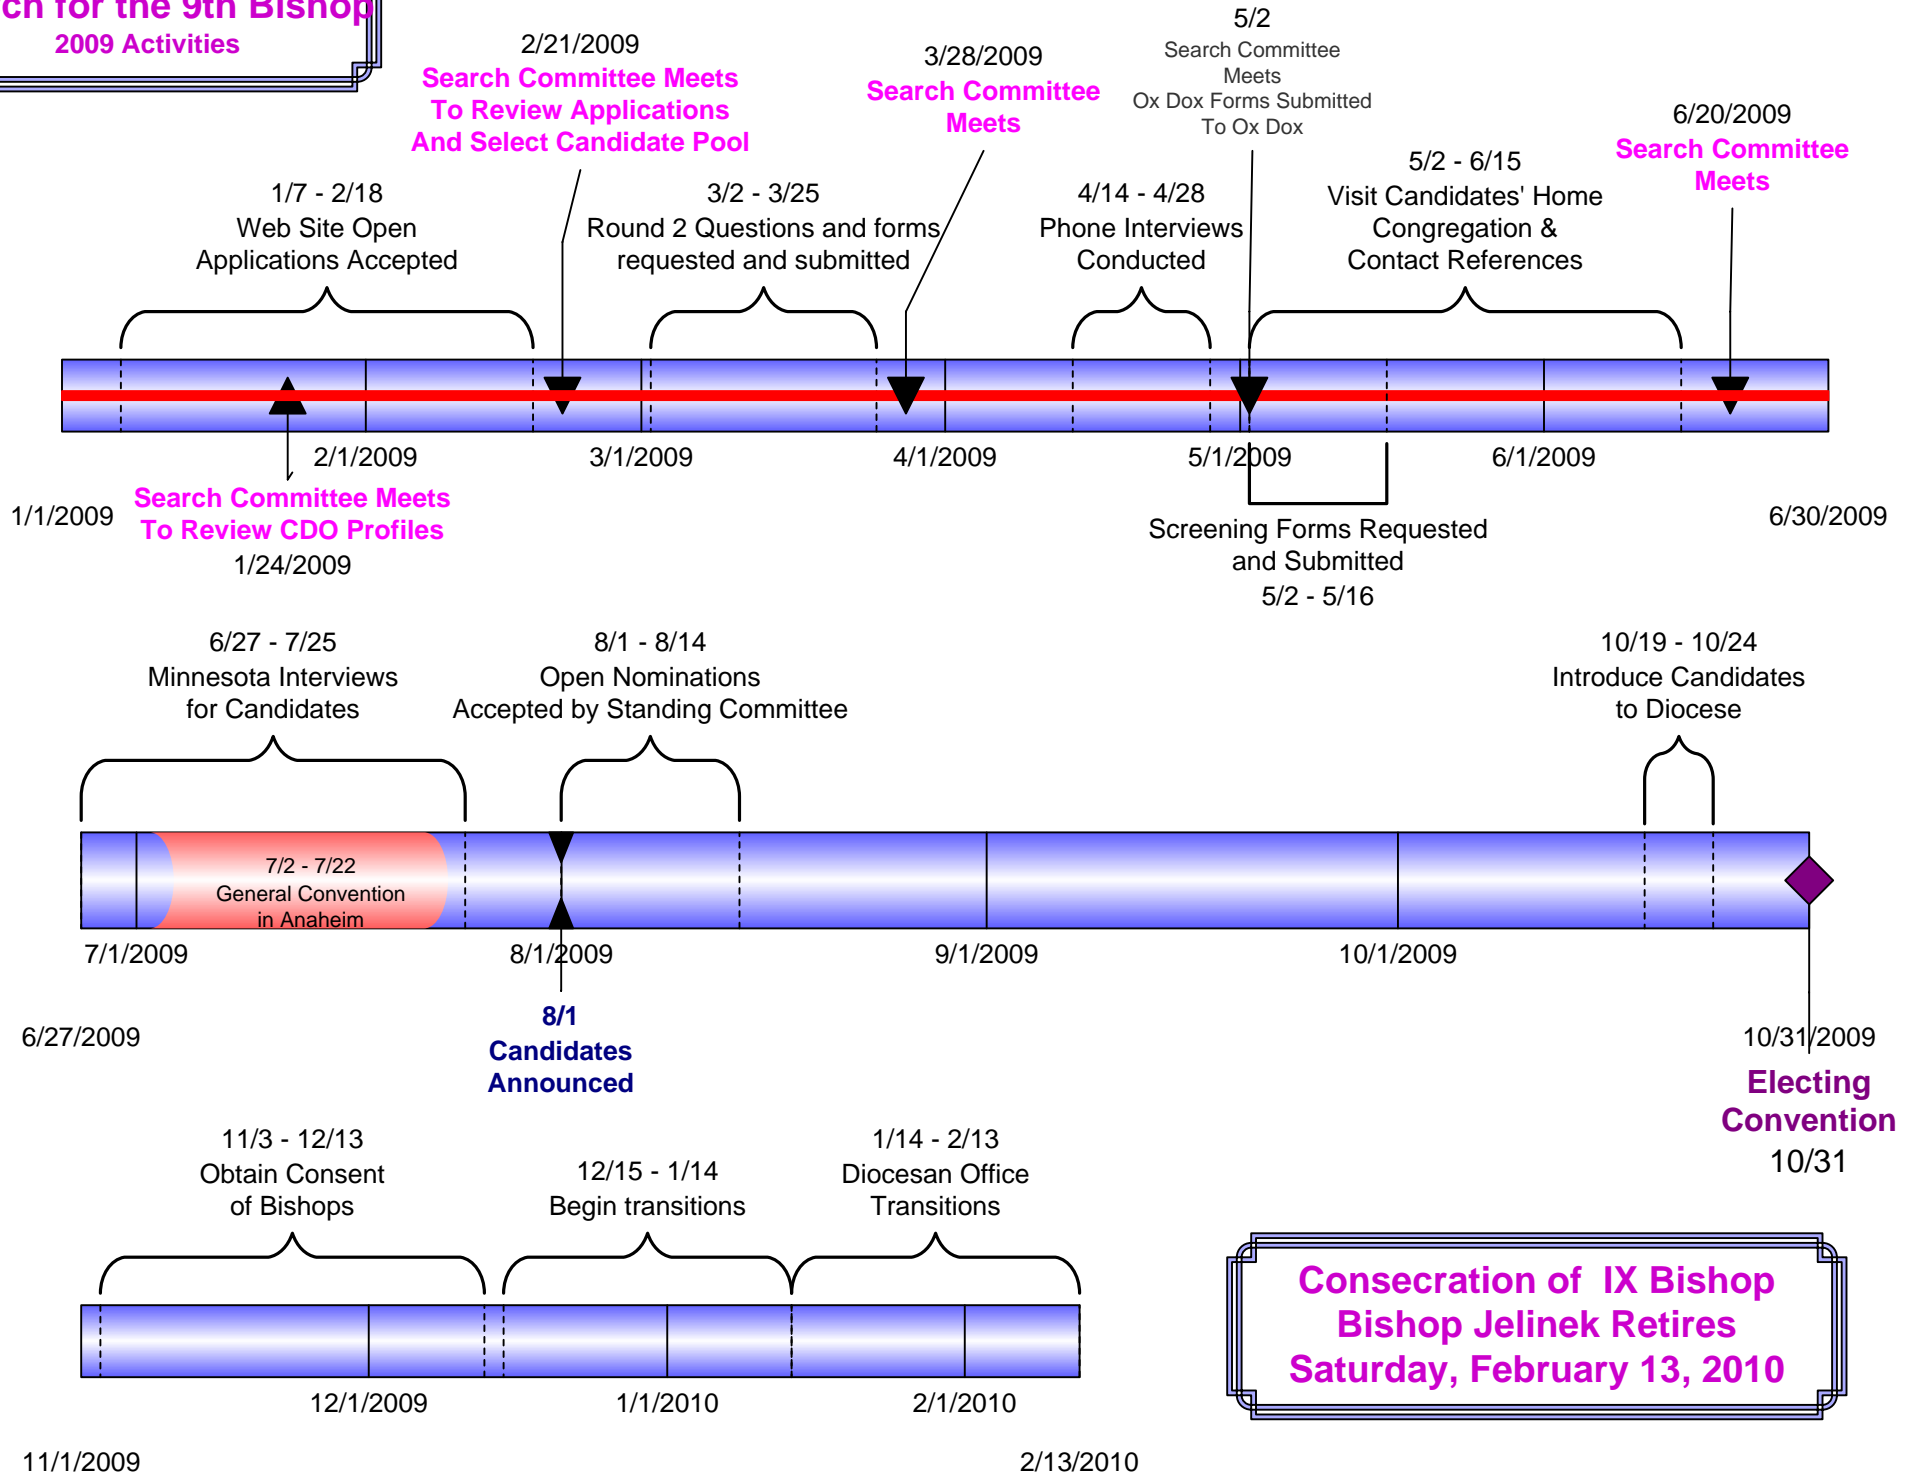 ch for the 9th Bishop
2009 Activities
2/21/2009
Search Committee Meets
To Review Applications
And Select Candidate Pool
3/28/2009
Search Committee
Meets
5/2
Search Committee
Meets
Ox Dox Forms Submitted
To Ox Dox
6/20/2009
Search Committee
Meets
1/7 - 2/18
Web Site Open
Applications Accepted
3/2 - 3/25
Round 2 Questions and forms
requested and submitted
4/14 - 4/28
Phone Interviews
Conducted
5/2 - 6/15
Visit Candidates' Home
Congregation &
Contact References
2/1/2009
3/1/2009
4/1/2009
5/1/2009
6/1/2009
1/1/2009
6/30/2009
Search Committee Meets
To Review CDO Profiles
1/24/2009
Screening Forms Requested
and Submitted
5/2 - 5/16
6/27 - 7/25
Minnesota Interviews
for Candidates
8/1 - 8/14
Open Nominations
Accepted by Standing Committee
10/19 - 10/24
Introduce Candidates
to Diocese
7/2 - 7/22
General Convention
in Anaheim
7/1/2009
8/1/2009
9/1/2009
10/1/2009
6/27/2009
10/31/2009
8/1
Candidates
Announced
Electing
Convention
10/31
11/3 - 12/13
Obtain Consent
of Bishops
12/15 - 1/14
Begin transitions
1/14 - 2/13
Diocesan Office
Transitions
12/1/2009
1/1/2010
2/1/2010
11/1/2009
2/13/2010
Consecration of  IX Bishop
Bishop Jelinek Retires
Saturday, February 13, 2010